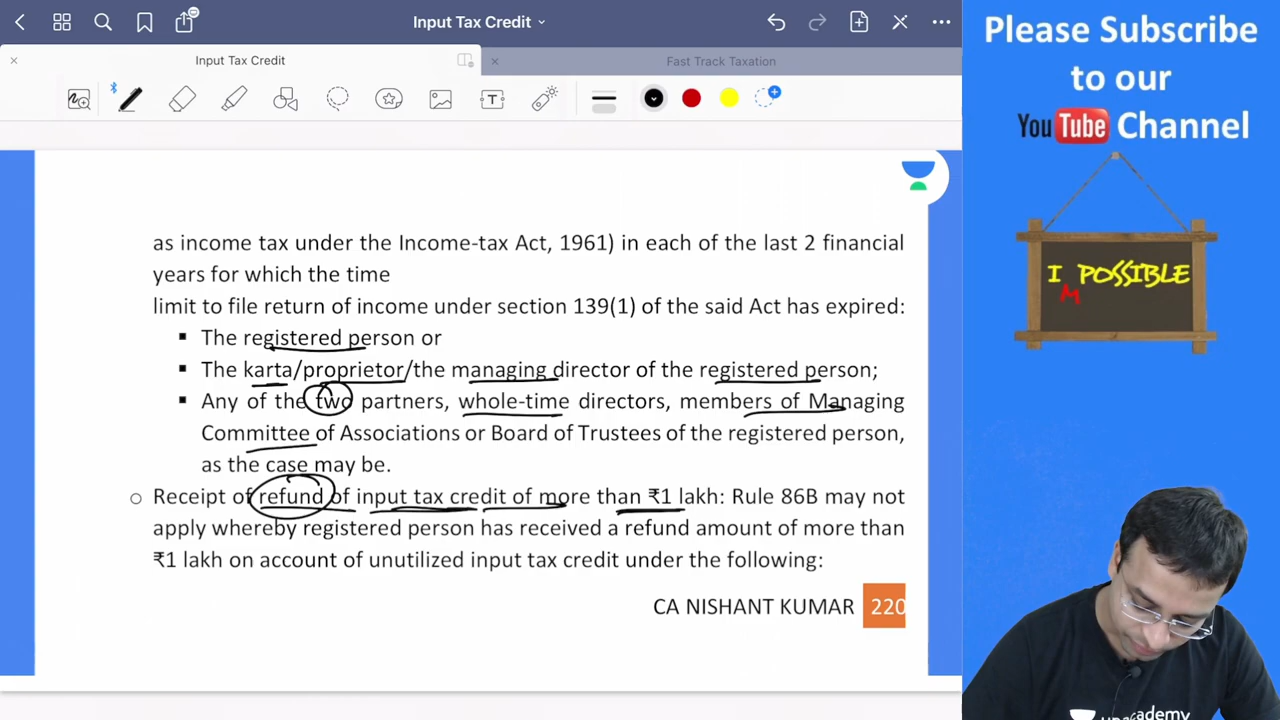 Input Tax Credit
Input Tax Credit
Fast Track Taxation
Please Subscribe
to our
YouTube Channel
I POSSIBLE
M
as income tax under the Income-tax Act, 1961) in each of the last 2 financial
years for which the time
limit to file return of income under section 139(1) of the said Act has expired:
▪ The registered person or
▪ The karta/proprietor/the managing director of the registered person;
▪ Any of the two partners, whole-time directors, members of Managing
Committee of Associations or Board of Trustees of the registered person,
as the case may be.
○ Receipt of refund of input tax credit of more than ₹1 lakh: Rule 86B may not
apply whereby registered person has received a refund amount of more than
₹1 lakh on account of unutilized input tax credit under the following:
CA NISHANT KUMAR 220